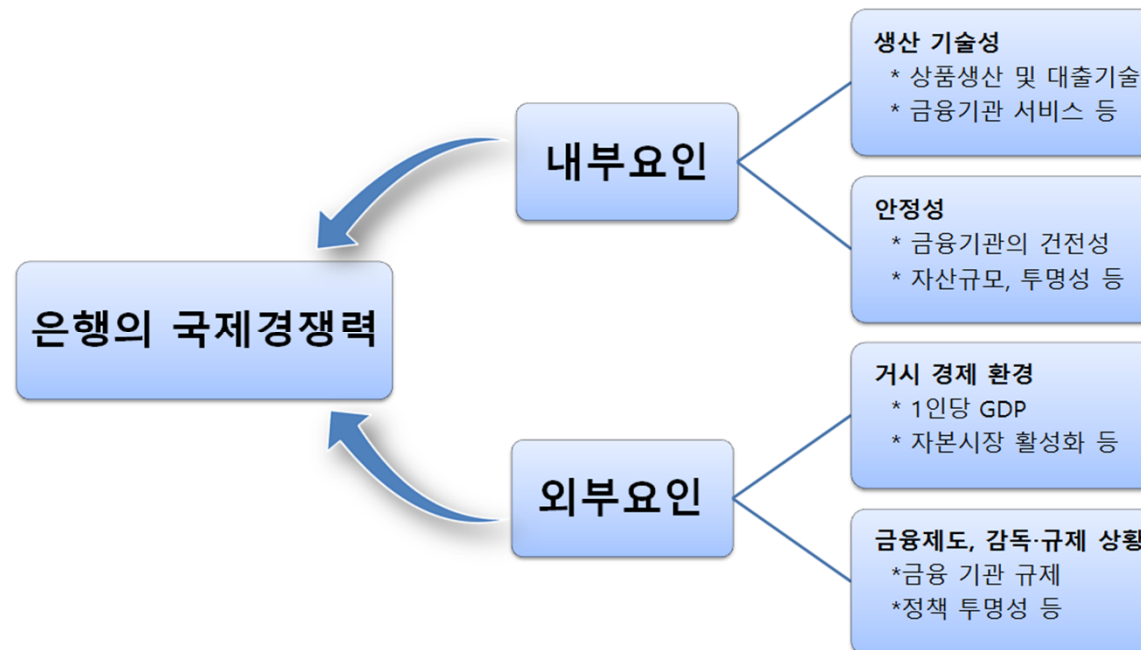 생산 기술성
* 상품생산 및 대출기술
* 금융기관 서비스 등
내부요인
안정성
* 금융기관의 건전성
* 자산규모, 투명성 등
은행의 국제경쟁력
거시 경제 환경
* 1인당 GDP
* 자본시장 활성화 등
외부요인
금융제도, 감독·규제 상황
*금융 기관 규제
*정책 투명성 등